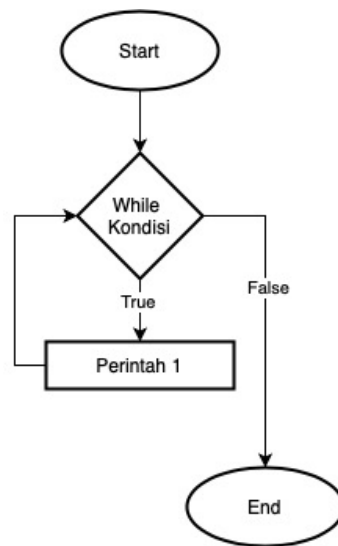 Start
While
Kondisi
True
False
Perintah 1
End